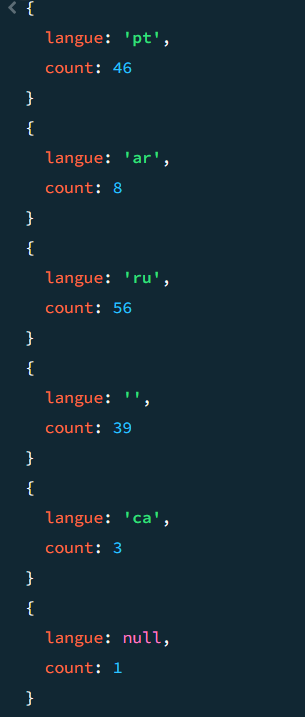 {
langue: 'pt',
count: 46
}
{
langue: 'ar',
count: 8
}
{
langue: 'ru',
count: 56
}
{
langue: '',
count: 39
}
{
langue: 'ca',
count: 3
}
{
langue: null,
count: 1
}